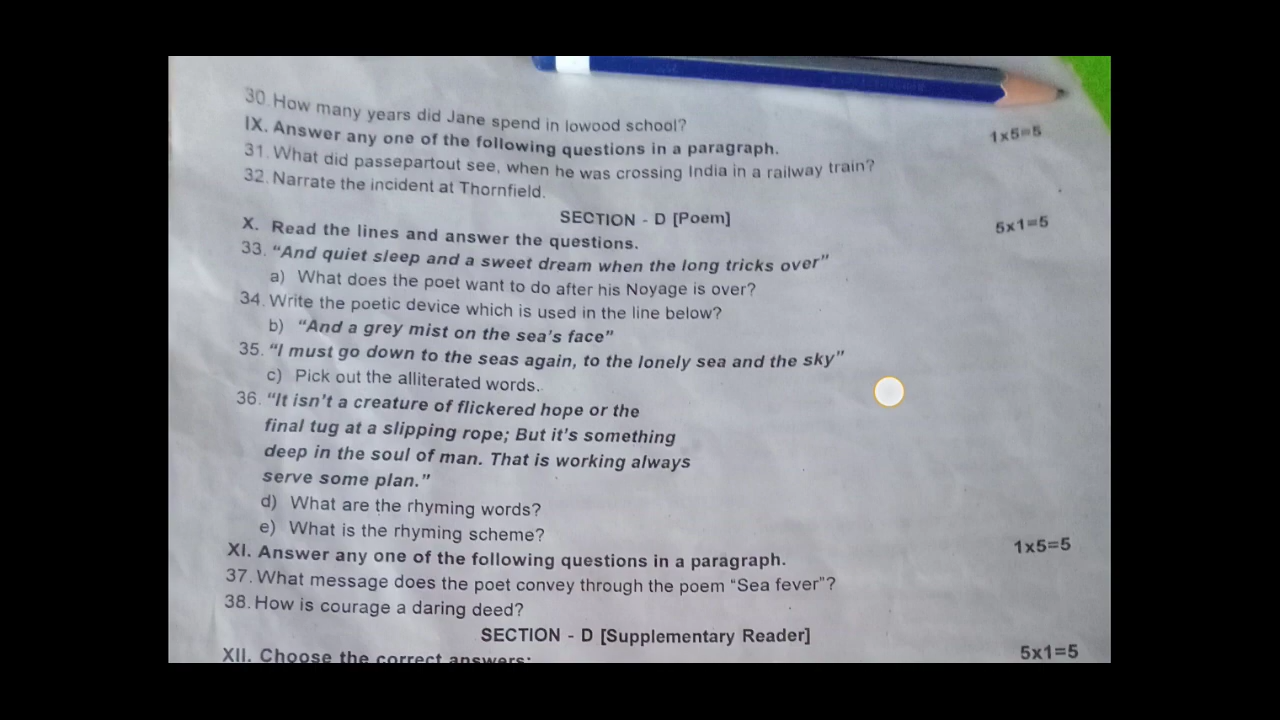 30. How many years did Jane spend in lowood school?
IX. Answer any one of the following questions in a paragraph. 1x5=5
31. What did passepartout see, when he was crossing India in a railway train?
32. Narrate the incident at Thornfield.
SECTION - D [Poem]
X. Read the lines and answer the questions. 5x1=5
33. “And quiet sleep and a sweet dream when the long tricks over”
a) What does the poet want to do after his Noyage is over?
34. Write the poetic device which is used in the line below?
b) “And a grey mist on the sea's face”
35. “I must go down to the seas again, to the lonely sea and the sky”
c) Pick out the alliterated words.
36. “It isn't a creature of flickered hope or the
final tug at a slipping rope; But it's something
deep in the soul of man. That is working always
serve some plan.”
d) What are the rhyming words?
e) What is the rhyming scheme?
XI. Answer any one of the following questions in a paragraph. 1x5=5
37. What message does the poet convey through the poem “Sea fever”?
38. How is courage a daring deed?
SECTION - D [Supplementary Reader]
XII. Choose the correct answers: 5x1=5